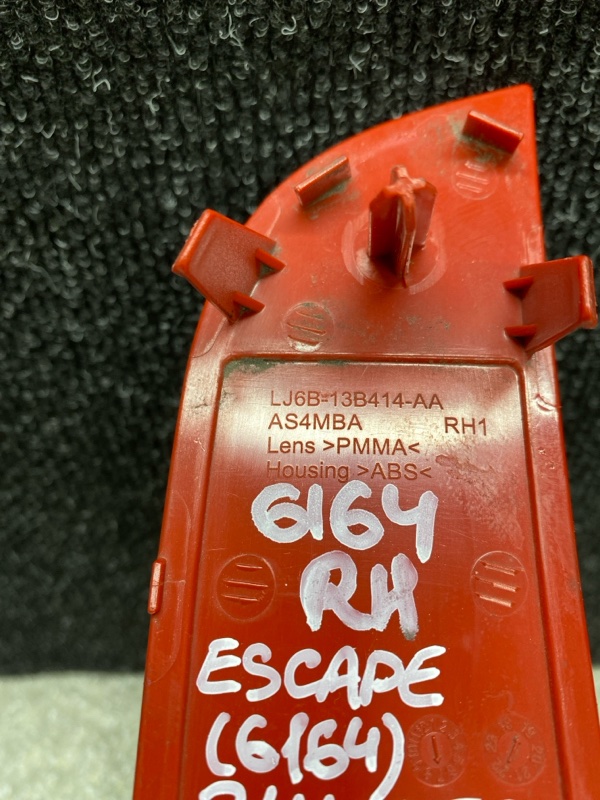 LJ6B-13B414-AA
AS4MBA RH1
Lens >PMMA<
Housing >ABS<
6164
RH
ESCAPE
(6164)